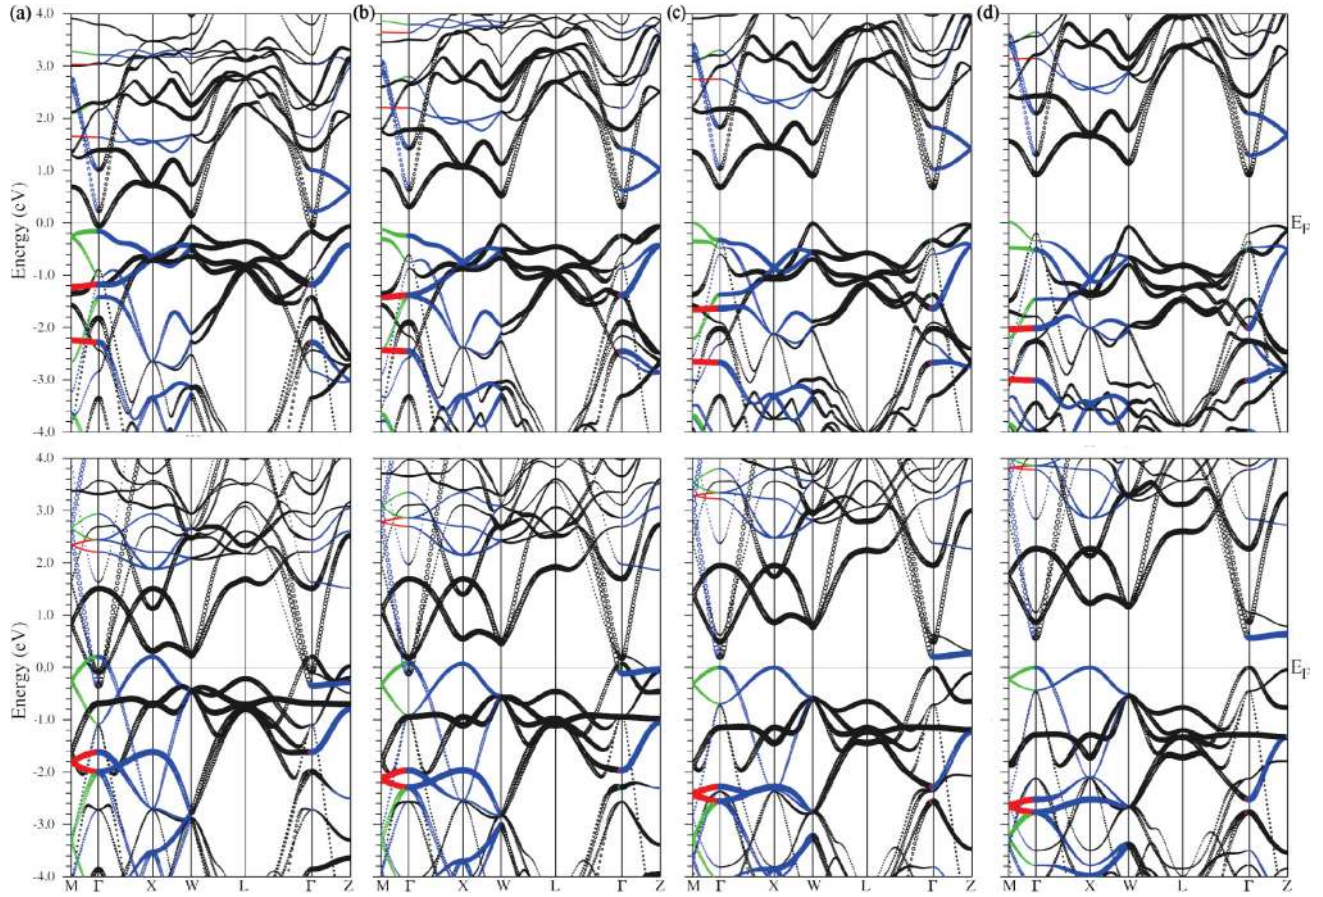 (a) (b) (c) (d)
4.0
3.0
2.0
1.0
0.0 E_F
-1.0
-2.0
-3.0
-4.0
Energy (eV)
4.0
3.0
2.0
1.0
0.0 E_F
-1.0
-2.0
-3.0
-4.0
Energy (eV)
M Γ X W L Γ Z M Γ X W L Γ Z M Γ X W L Γ Z M Γ X W L Γ Z